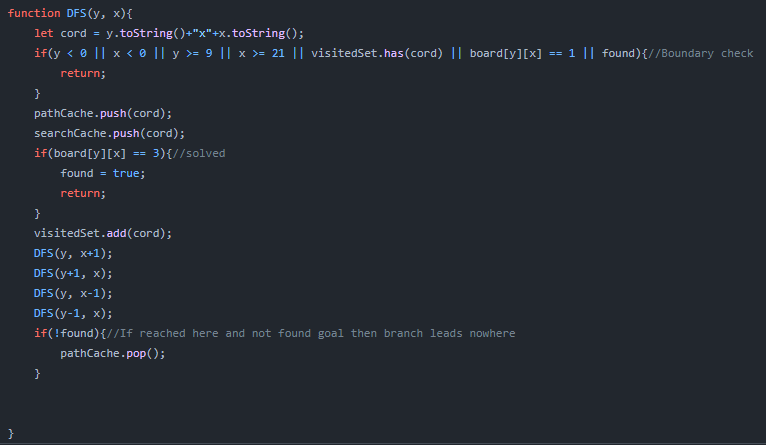 function DFS(y, x){
    let cord = y.toString()+"x"+x.toString();
    if(y < 0 || x < 0 || y >= 9 || x >= 21 || visitedSet.has(cord) || board[y][x] == 1 || found){//Boundary check
        return;
    }
    pathCache.push(cord);
    searchCache.push(cord);
    if(board[y][x] == 3){//solved
        found = true;
        return;
    }
    visitedSet.add(cord);
    DFS(y, x+1);
    DFS(y+1, x);
    DFS(y, x-1);
    DFS(y-1, x);
    if(!found){//If reached here and not found goal then branch leads nowhere
        pathCache.pop();
    }
}